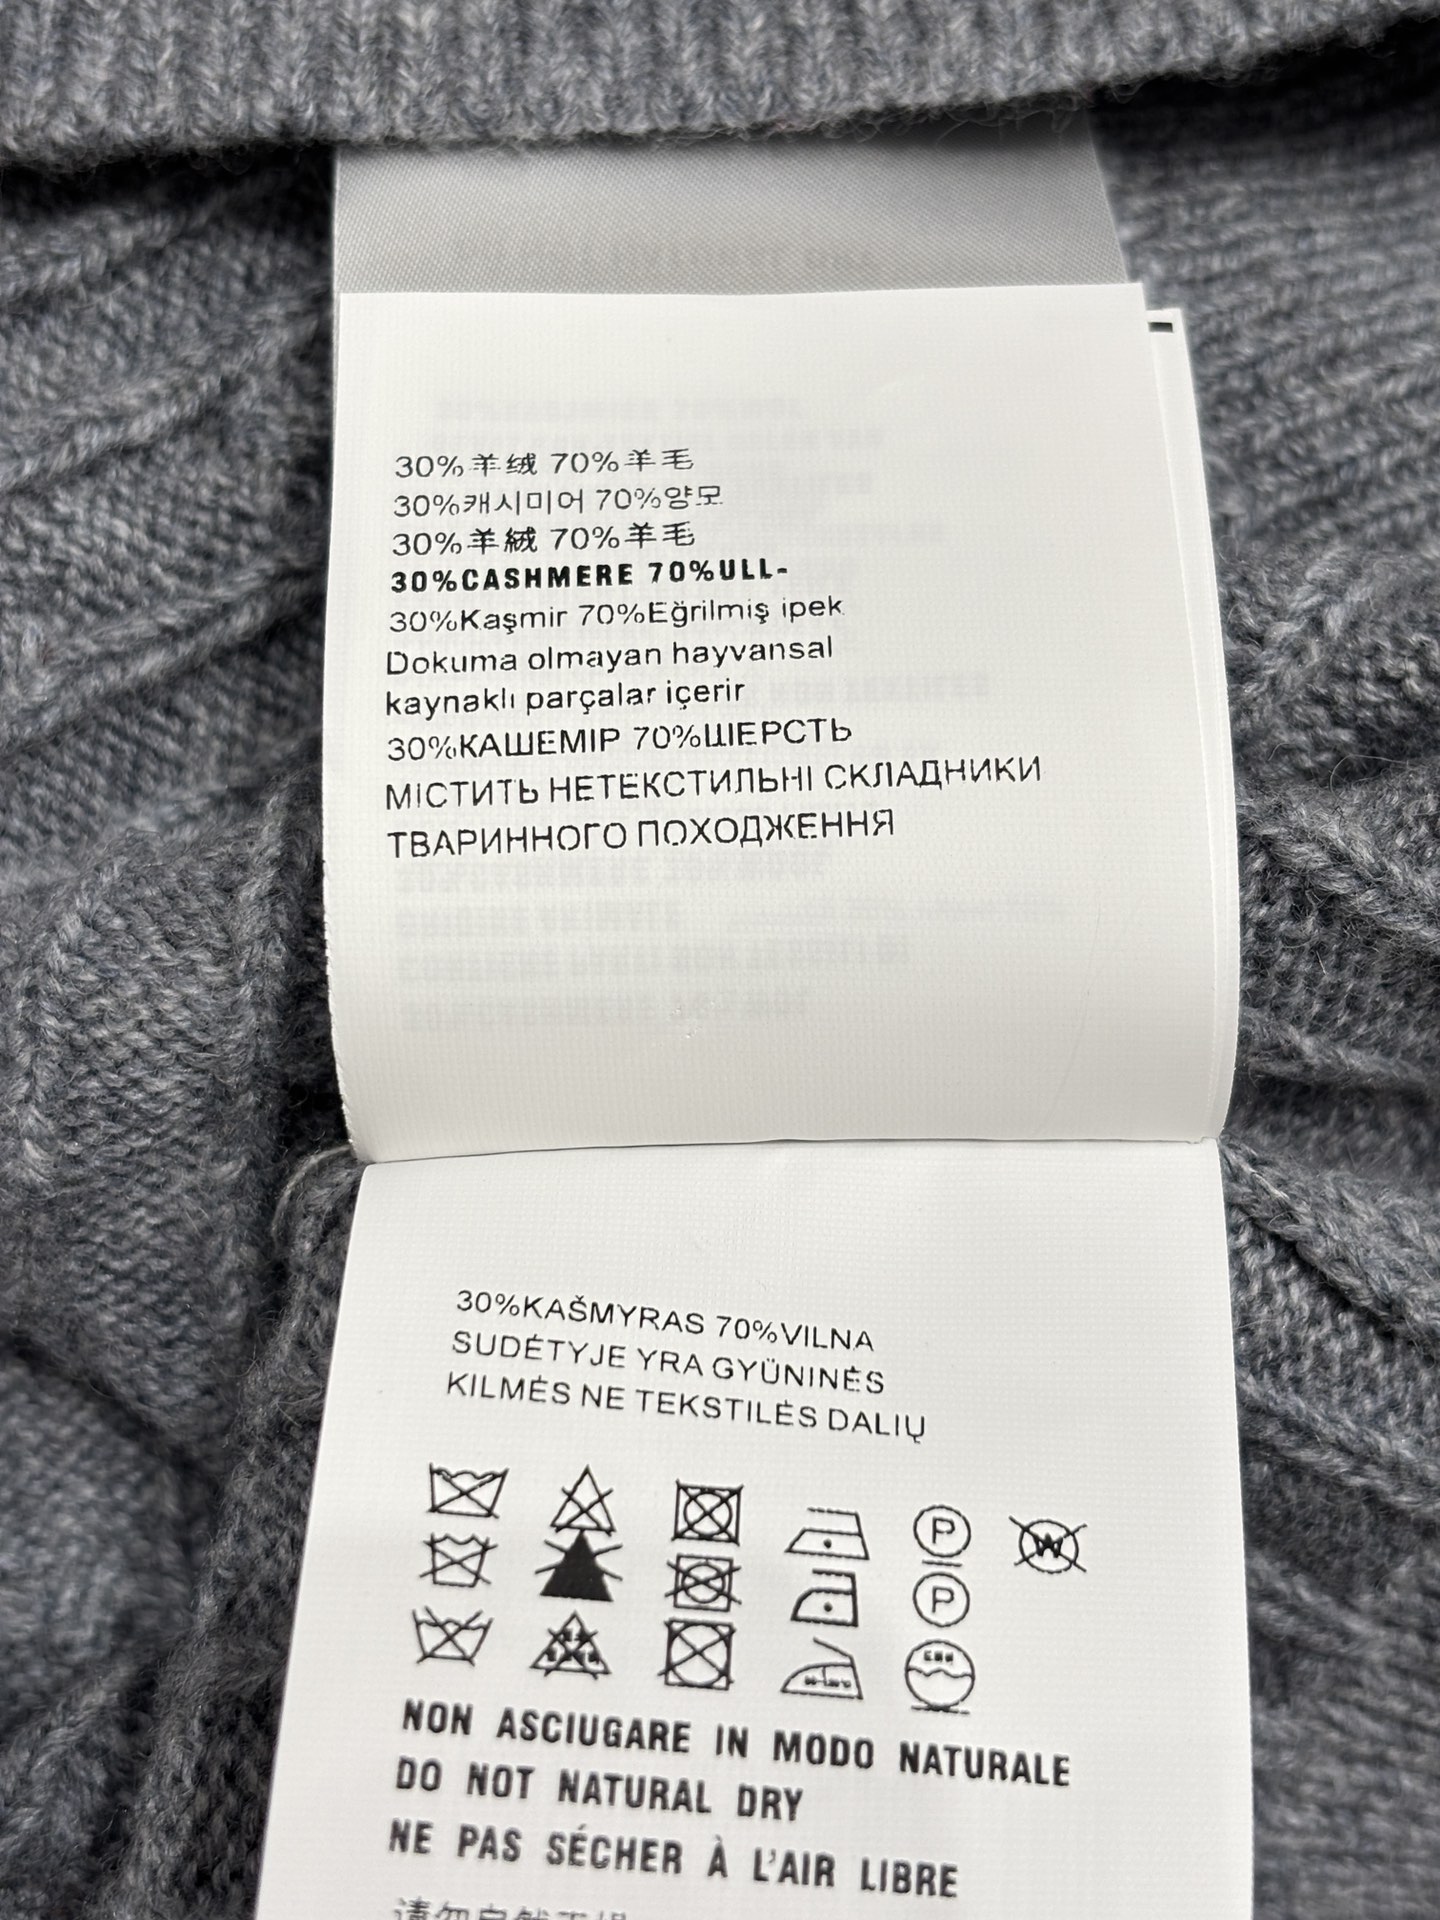 30%羊绒 70%羊毛
30%캐시미어 70%양모
30%羊絨 70%羊毛
30%CASHMERE 70%ULL-
30%Kaşmir 70%Eğrilmiş ipek
Dokuma olmayan hayvansal
kaynaklı parçalar içerir
30%КАШЕМІР 70%ШЕРСТЬ
МІСТИТЬ НЕТЕКСТИЛЬНІ СКЛАДНИКИ
ТВАРИННОГО ПОХОДЖЕННЯ
30%KAŠMYRAS 70%VILNA
SUDĖTYJE YRA GYŪNINĖS
KILMĖS NE TEKSTILĖS DALIŲ
P W
P
NON ASCIUGARE IN MODO NATURALE
DO NOT NATURAL DRY
NE PAS SÉCHER À L'AIR LIBRE